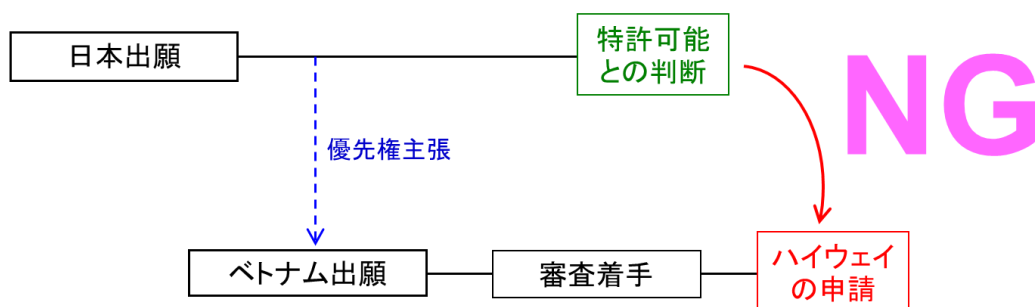 日本出願
特許可能
との判断
NG
優先権主張
ベトナム出願
審査着手
ハイウェイ
の申請